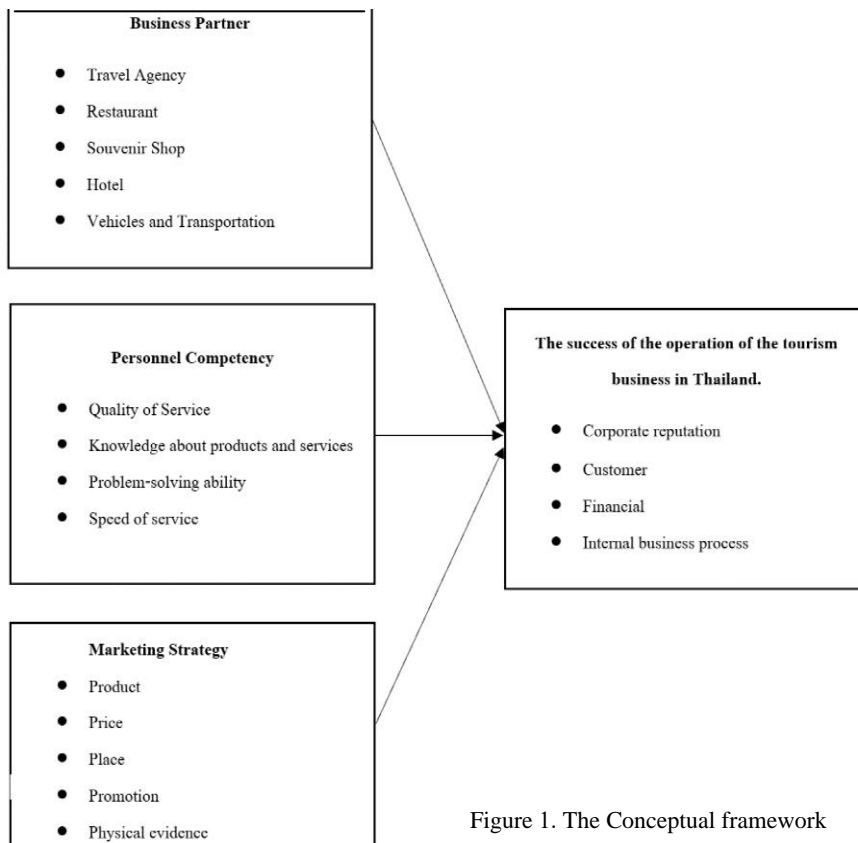 Business Partner
● Travel Agency
● Restaurant
● Souvenir Shop
● Hotel
● Vehicles and Transportation
Personnel Competency
● Quality of Service
● Knowledge about products and services
● Problem-solving ability
● Speed of service
Marketing Strategy
● Product
● Price
● Place
● Promotion
● Physical evidence
The success of the operation of the tourism
business in Thailand.
● Corporate reputation
● Customer
● Financial
● Internal business process
Figure 1. The Conceptual framework